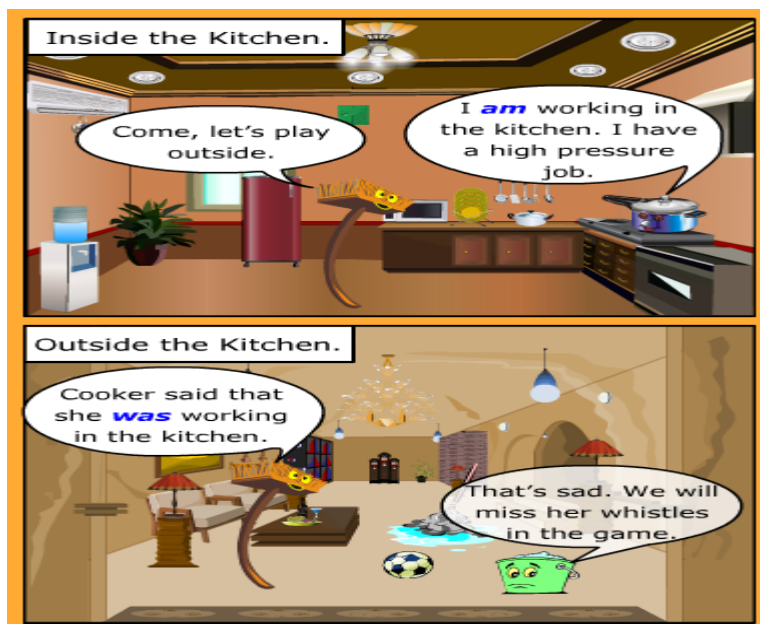 Inside the Kitchen.
Come, let's play
outside.
I am working in
the kitchen. I have
a high pressure
job.
Outside the Kitchen.
Cooker said that
she was working
in the kitchen.
That's sad. We will
miss her whistles
in the game.